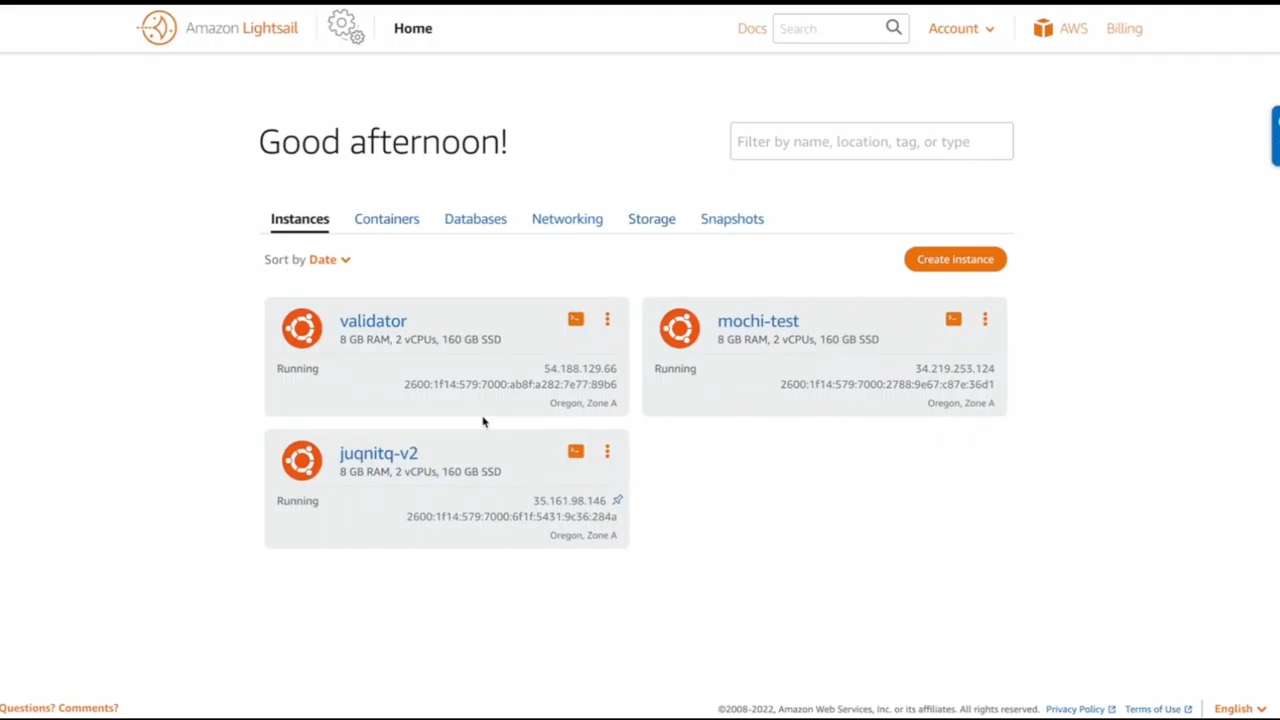 Amazon Lightsail Home Docs Search Account AWS Billing
Good afternoon!
Filter by name, location, tag, or type
Instances Containers Databases Networking Storage Snapshots
Sort by Date
Create instance
validator
8 GB RAM, 2 vCPUs, 160 GB SSD
Running
54.188.129.66
2600:1f14:579:7000:ab8f:a282:7e77:89b6
Oregon, Zone A
mochi-test
8 GB RAM, 2 vCPUs, 160 GB SSD
Running
34.219.253.124
2600:1f14:579:7000:2788:9e67:c87e:36d1
Oregon, Zone A
juqnitq-v2
8 GB RAM, 2 vCPUs, 160 GB SSD
Running
35.161.98.146
2600:1f14:579:7000:6f1f:5431:9c36:284a
Oregon, Zone A
Questions? Comments?
©2008-2022, Amazon Web Services, Inc. or its affiliates. All rights reserved. Privacy Policy Terms of Use English